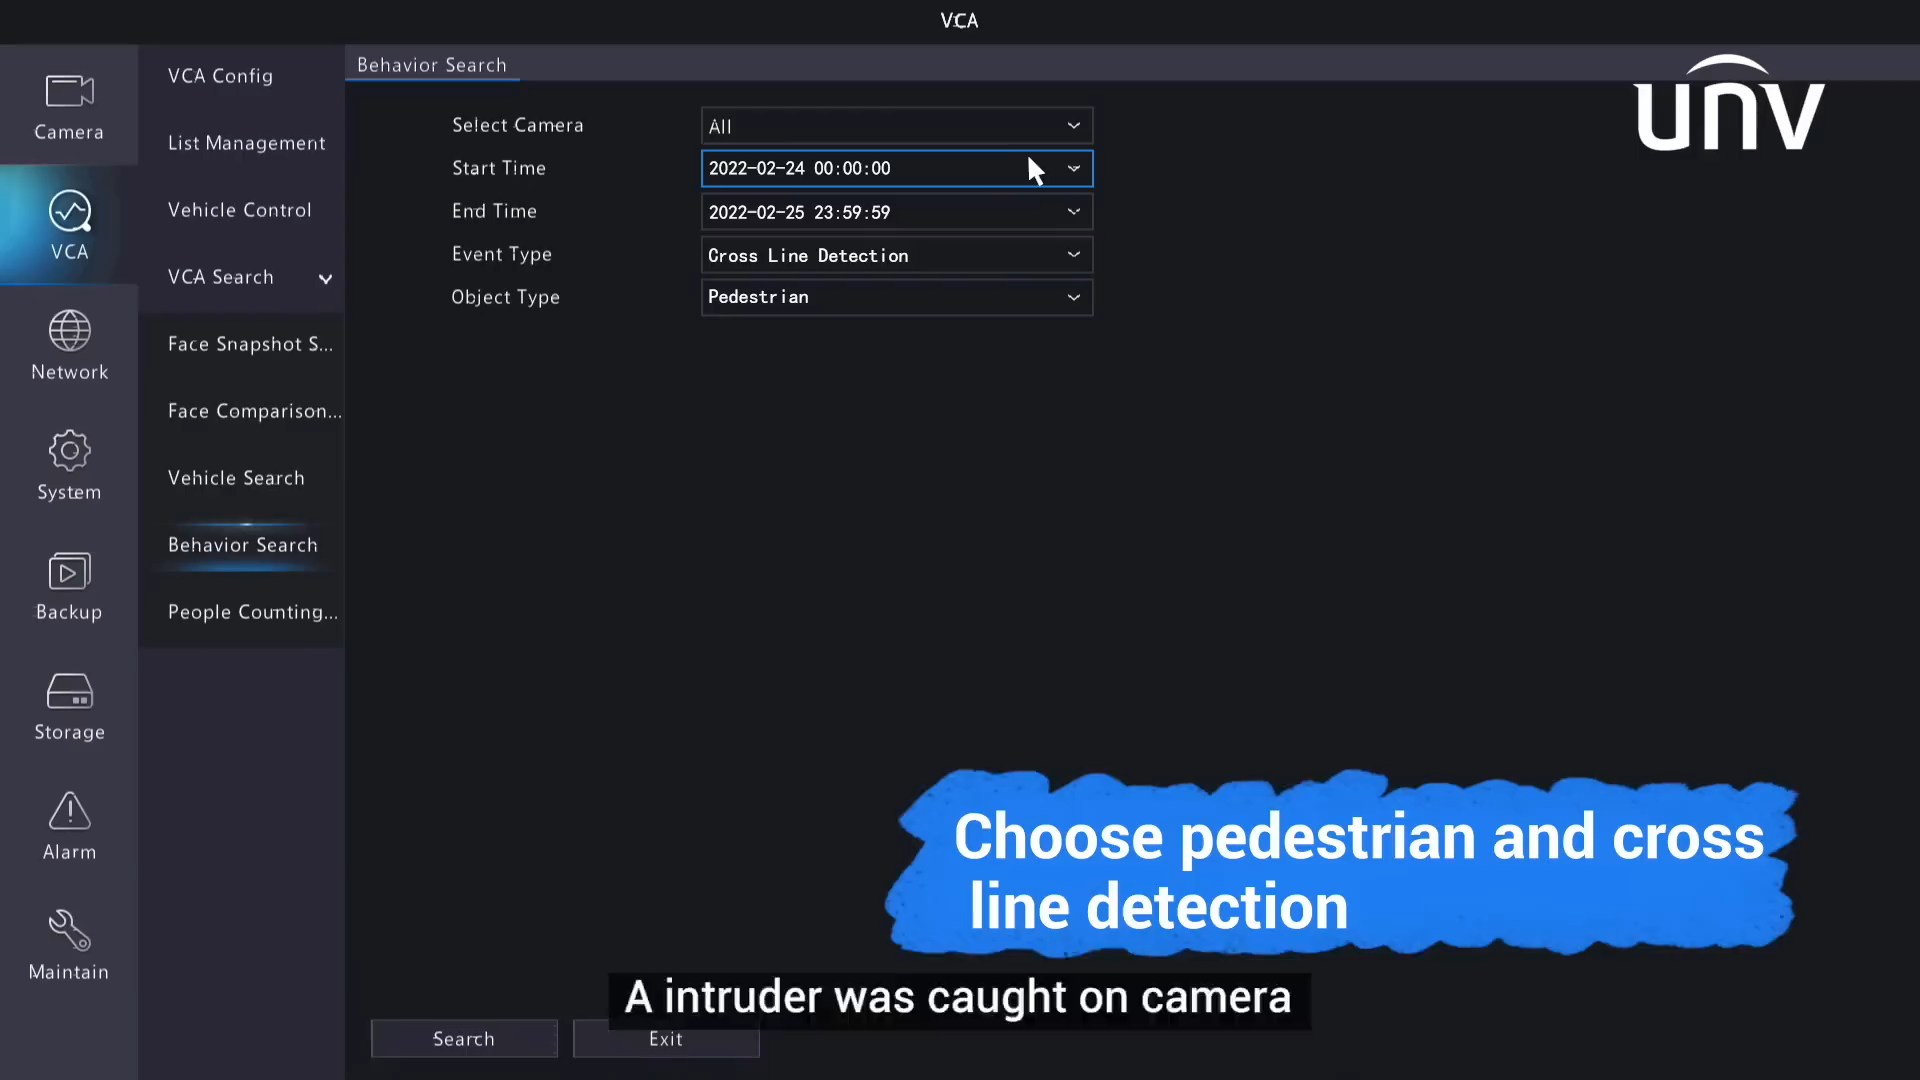 VCA
Camera
VCA
Network
System
Backup
Storage
Alarm
Maintain
VCA Config
List Management
Vehicle Control
VCA Search
Face Snapshot S...
Face Comparison...
Vehicle Search
Behavior Search
People Counting...
Behavior Search
unv
Select Camera All
Start Time 2022-02-24 00:00:00
End Time 2022-02-25 23:59:59
Event Type Cross Line Detection
Object Type Pedestrian
Choose pedestrian and cross
line detection
A intruder was caught on camera
Search Exit